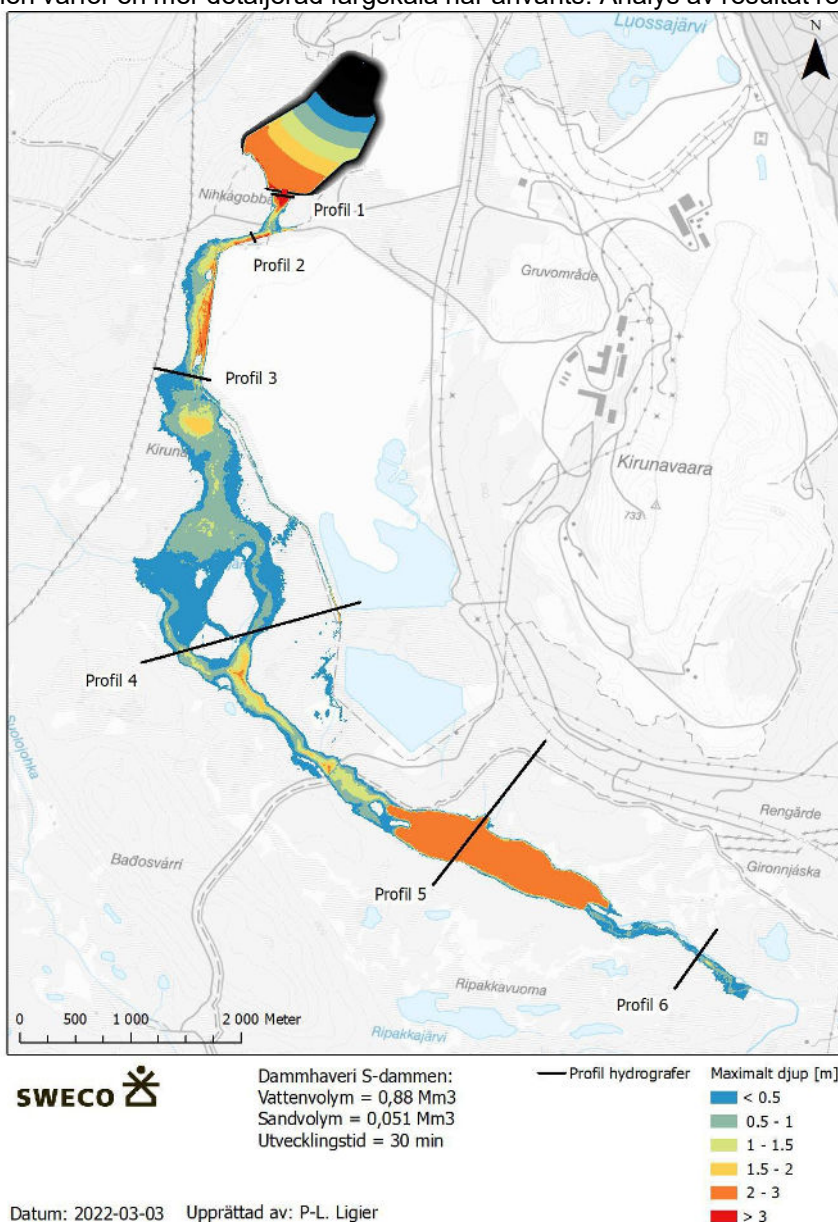 Luossajärvi
N
Nihkágobba
Profil 1
Profil 2
Gruvområde
Profil 3
Kiruna
Kirunavaara
733
Profil 4
Suolojohka
Rengärde
Bađosvárri
Gironnjáska
Profil 5
Ripakkavuoma
Profil 6
0 500 1 000 2 000 Meter
Ripakkajärvi
SWECO
Dammhaveri S-dammen:
Vattenvolym = 0,88 Mm3
Sandvolym = 0,051 Mm3
Utvecklingstid = 30 min
Profil hydrografer
Maximalt djup [m]
< 0.5
0.5 - 1
1 - 1.5
1.5 - 2
2 - 3
> 3
Datum: 2022-03-03 Upprättad av: P-L. Ligier